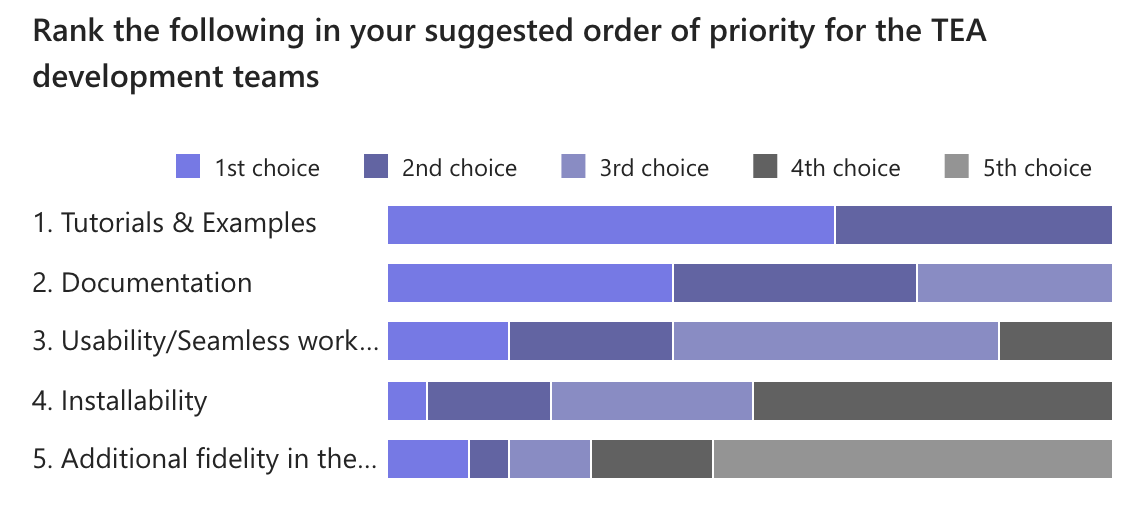 Rank the following in your suggested order of priority for the TEA
development teams
1st choice
2nd choice
3rd choice
4th choice
5th choice
1. Tutorials & Examples
2. Documentation
3. Usability/Seamless work...
4. Installability
5. Additional fidelity in the...